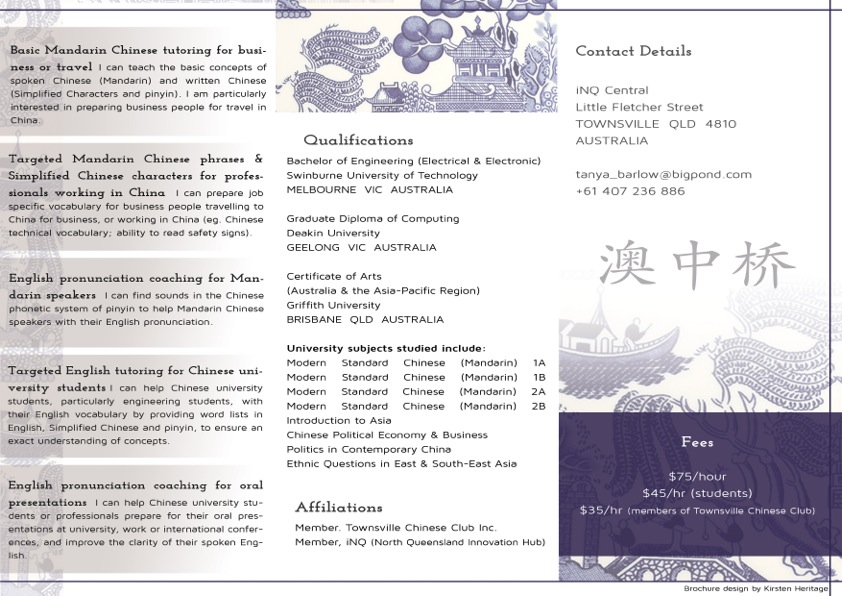 Basic Mandarin Chinese tutoring for busi-
ness or travel I can teach the basic concepts of
spoken Chinese (Mandarin) and written Chinese
(Simplified Characters and pinyin). I am particularly
interested in preparing business people for travel in
China.
Targeted Mandarin Chinese phrases &
Simplified Chinese characters for profes-
sionals working in China I can prepare job
specific vocabulary for business people travelling to
China for business, or working in China (eg. Chinese
technical vocabulary; ability to read safety signs).
English pronunciation coaching for Man-
darin speakers I can find sounds in the Chinese
phonetic system of pinyin to help Mandarin Chinese
speakers with their English pronunciation.
Targeted English tutoring for Chinese uni-
versity students I can help Chinese university
students, particularly engineering students, with
their English vocabulary by providing word lists in
English, Simplified Chinese and pinyin, to ensure an
exact understanding of concepts.
English pronunciation coaching for oral
presentations I can help Chinese university stu-
dents or professionals prepare for their oral pres-
entations at university, work or international confer-
ences, and improve the clarity of their spoken Eng-
lish.
Qualifications
Bachelor of Engineering (Electrical & Electronic)
Swinburne University of Technology
MELBOURNE VIC AUSTRALIA
Graduate Diploma of Computing
Deakin University
GEELONG VIC AUSTRALIA
Certificate of Arts
(Australia & the Asia-Pacific Region)
Griffith University
BRISBANE QLD AUSTRALIA
University subjects studied include:
Modern Standard Chinese (Mandarin) 1A
Modern Standard Chinese (Mandarin) 1B
Modern Standard Chinese (Mandarin) 2A
Modern Standard Chinese (Mandarin) 2B
Introduction to Asia
Chinese Political Economy & Business
Politics in Contemporary China
Ethnic Questions in East & South-East Asia
Affiliations
Member. Townsville Chinese Club Inc.
Member, iNQ (North Queensland Innovation Hub)
Contact Details
iNQ Central
Little Fletcher Street
TOWNSVILLE QLD 4810
AUSTRALIA
tanya_barlow@bigpond.com
+61 407 236 886
澳中桥
Fees
$75/hour
$45/hr (students)
$35/hr (members of Townsville Chinese Club)
Brochure design by Kirsten Heritage